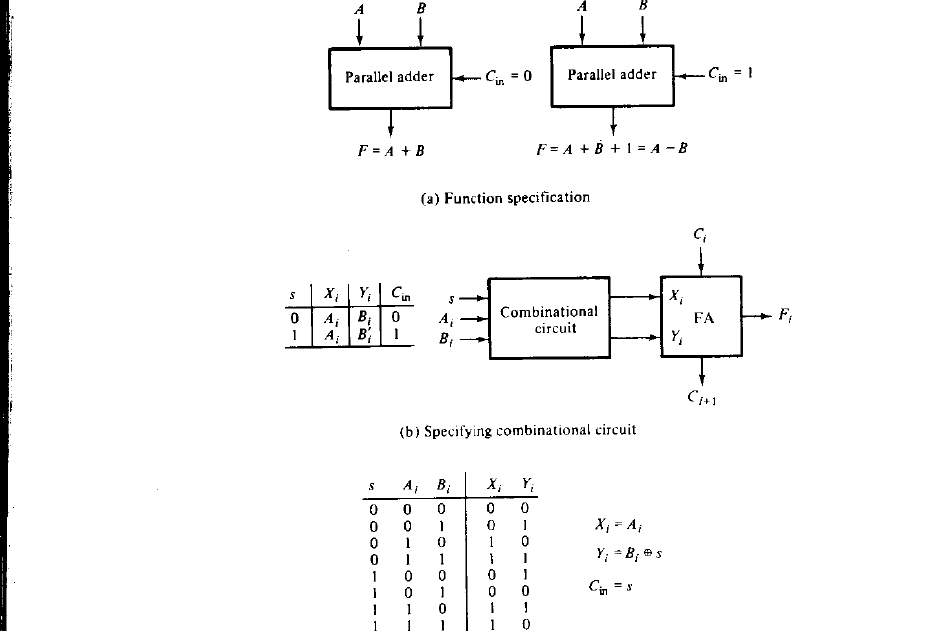 A B A B
Parallel adder C_in = 0 Parallel adder C_in = 1
F = A + B F = A + B̄ + 1 = A − B
(a) Function specification
C_i
s X_i Y_i C_in
0 A_i B_i 0
1 A_i B_i′ 1
s
A_i
B_i
Combinational
circuit
X_i
FA
Y_i
F_i
C_i+1
(b) Specifying combinational circuit
s A_i B_i X_i Y_i
0 0 0 0 0
0 0 1 0 1
0 1 0 1 0
0 1 1 1 1
1 0 0 0 1
1 0 1 0 0
1 1 0 1 1
1 1 1 1 0
X_i = A_i
Y_i = B_i ⊕ s
C_in = s